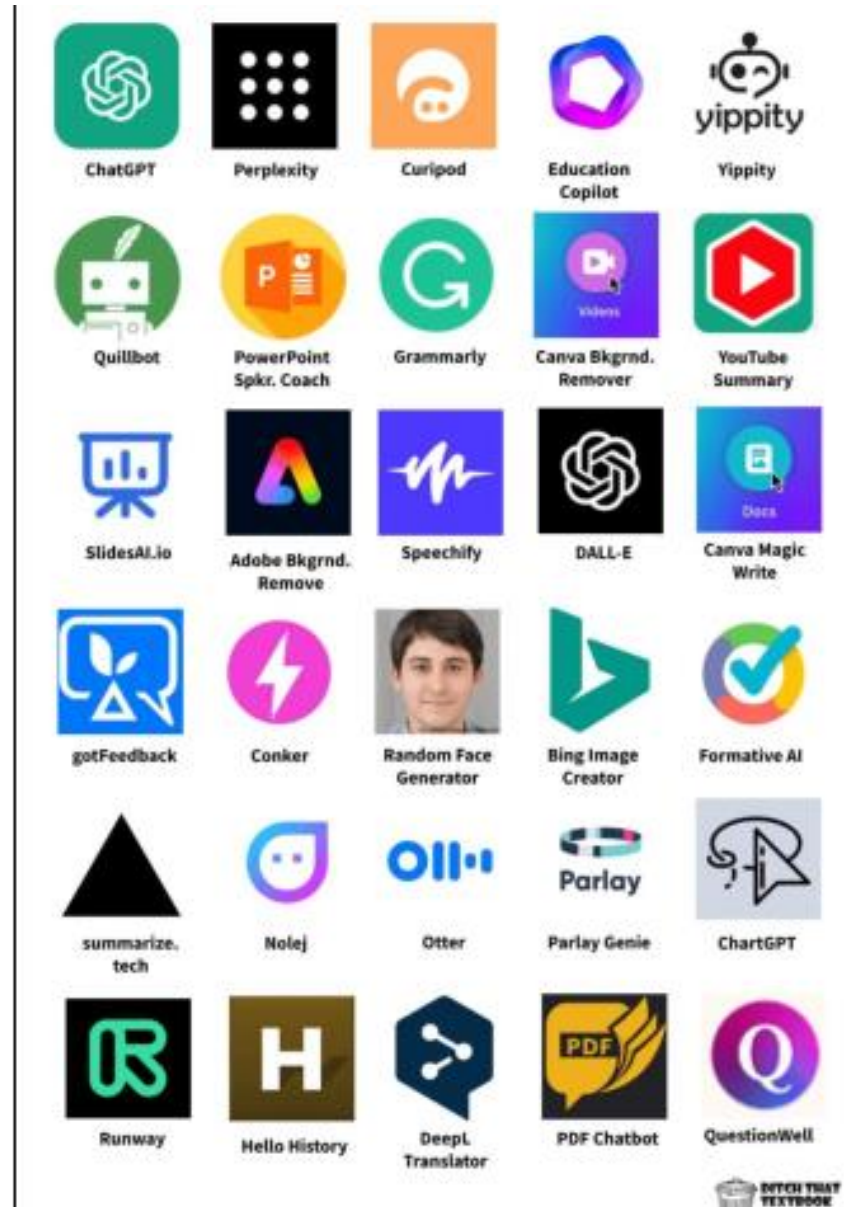 yippity
ChatGPT
Perplexity
Curipod
Education
Copilot
Yippity
P
G
Videos
Quillbot
PowerPoint
Spkr. Coach
Grammarly
Canva Bkgrnd.
Remover
YouTube
Summary
Docs
SlidesAI.io
Adobe Bkgrnd.
Remove
Speechify
DALL-E
Canva Magic
Write
gotFeedback
Conker
Random Face
Generator
Bing Image
Creator
Formative AI
Parlay
summarize.
tech
Nolej
Otter
Parlay Genie
ChartGPT
R
H
PDF
Q
Runway
Hello History
DeepL
Translator
PDF Chatbot
QuestionWell
DITCH THAT
TEXTBOOK